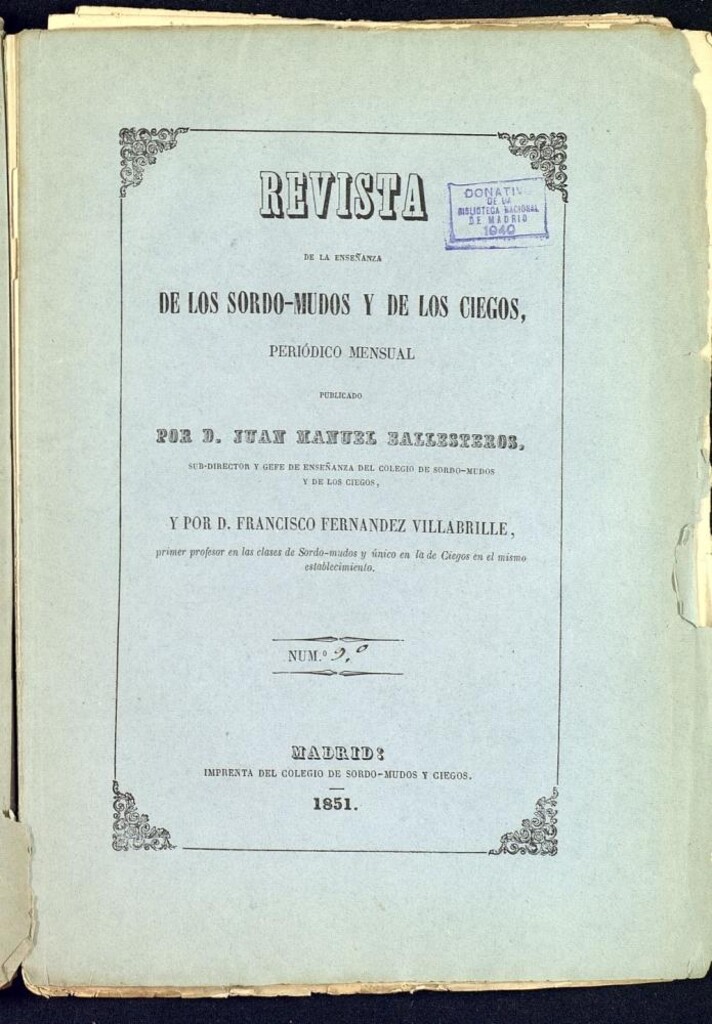 REVISTA
DONATIV
DE LA
BIBLIOTECA NACIONAL
DE MADRID
1940
DE LA ENSEÑANZA
DE LOS SORDO-MUDOS Y DE LOS CIEGOS,
PERIÓDICO MENSUAL
PUBLICADO
POR D. JUAN MANUEL BALLESTEROS,
SUB-DIRECTOR Y GEFE DE ENSEÑANZA DEL COLEGIO DE SORDO-MUDOS
Y DE LOS CIEGOS,
Y POR D. FRANCISCO FERNANDEZ VILLABRILLE,
primer profesor en las clases de Sordo-mudos y único en la de Ciegos en el mismo
establecimiento.
NUM.º
MADRID:
IMPRENTA DEL COLEGIO DE SORDO-MUDOS Y CIEGOS.
1851.